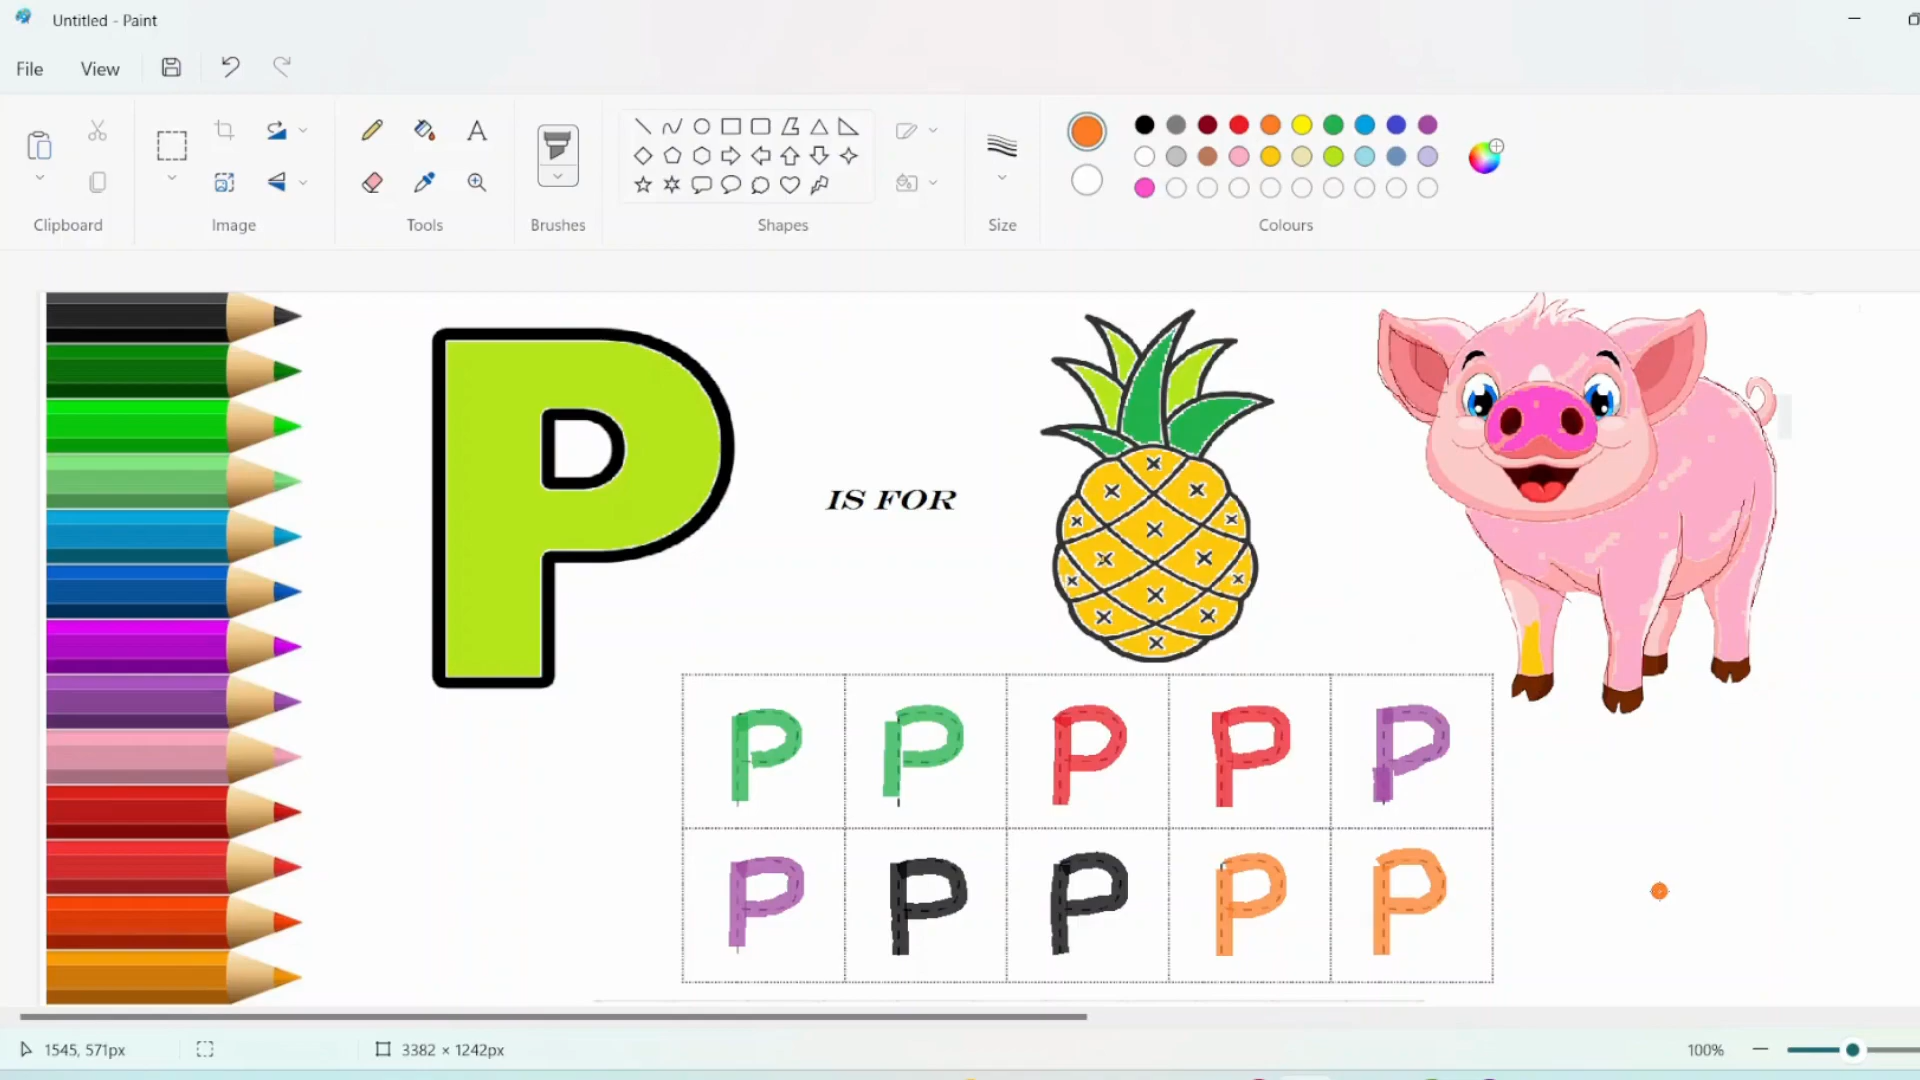 Untitled - Paint
File View
Clipboard Image Tools Brushes Shapes Size Colours
P IS FOR
P P P P P
P P P P P
1545, 571px 3382 × 1242px 100%